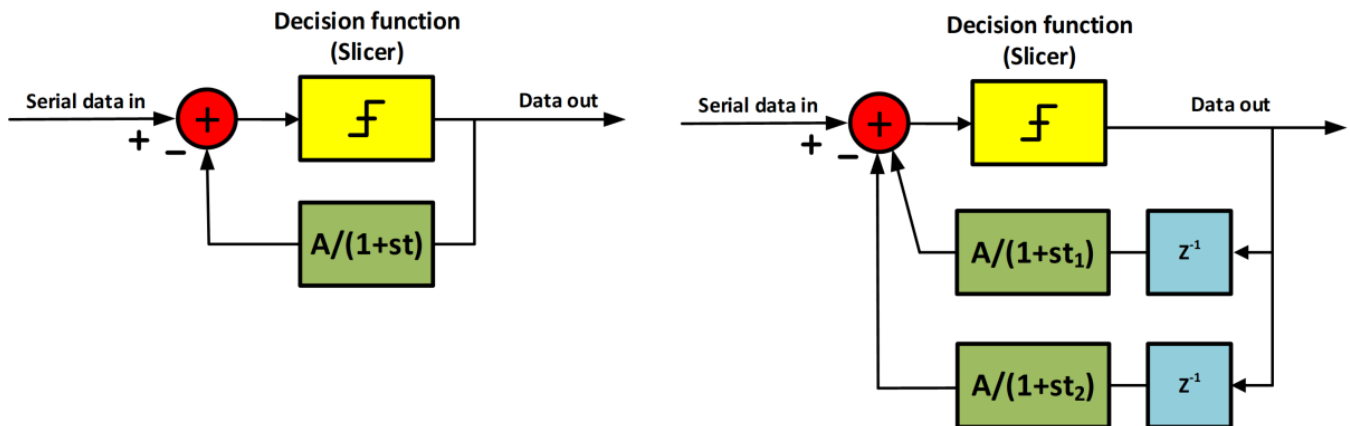 Decision function
(Slicer)
Serial data in
+
+
−
Data out
A/(1+st)
Decision function
(Slicer)
Serial data in
+
+
−
Data out
A/(1+st₁)
z⁻¹
A/(1+st₂)
z⁻¹